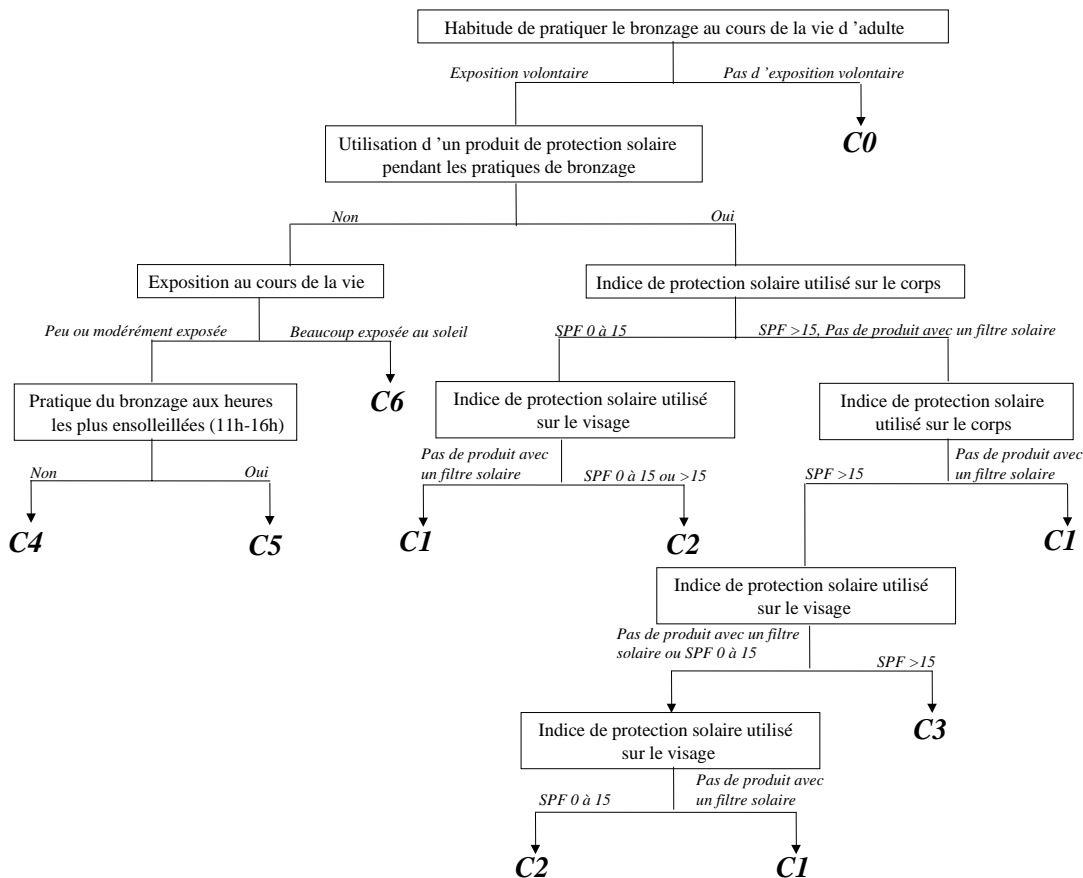 Habitude de pratiquer le bronzage au cours de la vie d 'adulte
Exposition volontaire
Pas d 'exposition volontaire
C0
Utilisation d 'un produit de protection solaire
pendant les pratiques de bronzage
Non
Oui
Exposition au cours de la vie
Indice de protection solaire utilisé sur le corps
Peu ou modérément exposée
Beaucoup exposée au soleil
SPF 0 à 15
SPF >15, Pas de produit avec un filtre solaire
C6
Pratique du bronzage aux heures
les plus ensolleillées (11h-16h)
Indice de protection solaire utilisé
sur le visage
Indice de protection solaire
utilisé sur le corps
Non
Oui
Pas de produit avec
un filtre solaire
SPF 0 à 15 ou >15
SPF >15
Pas de produit avec
un filtre solaire
C4
C5
C1
C2
C1
Indice de protection solaire utilisé
sur le visage
Pas de produit avec un filtre
solaire ou SPF 0 à 15
SPF >15
C3
Indice de protection solaire utilisé
sur le visage
SPF 0 à 15
Pas de produit avec
un filtre solaire
C2
C1